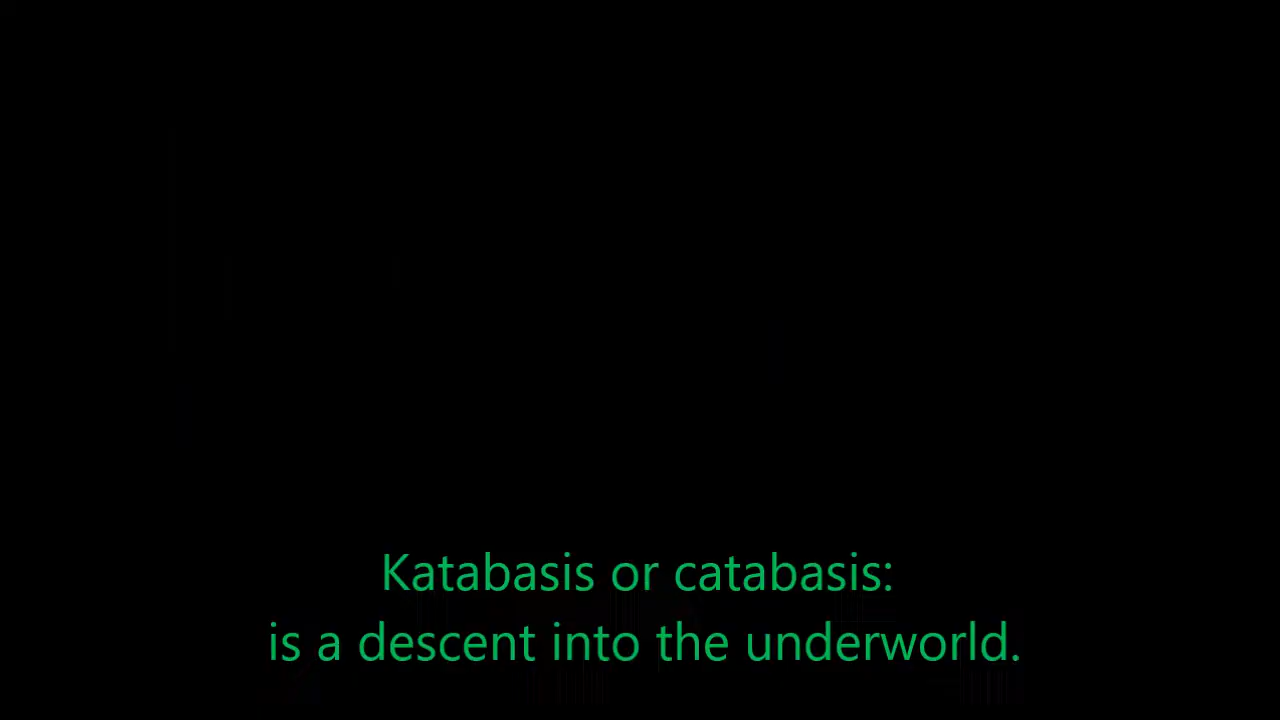 Katabasis or catabasis:
is a descent into the underworld.